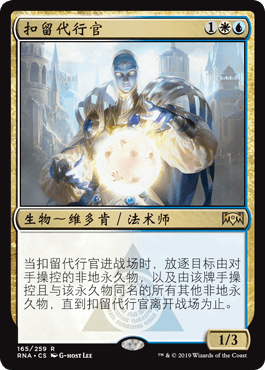 扣留代行官 1
生物～维多肯 / 法术师
当扣留代行官进战场时，放逐目标由对
手操控的非地永久物，以及由该牌手操
控且与该永久物同名的所有其他非地永
久物，直到扣留代行官离开战场为止。
1/3
165/259 R
RNA • CS G-HOST LEE
™ & © 2019 Wizards of the Coast